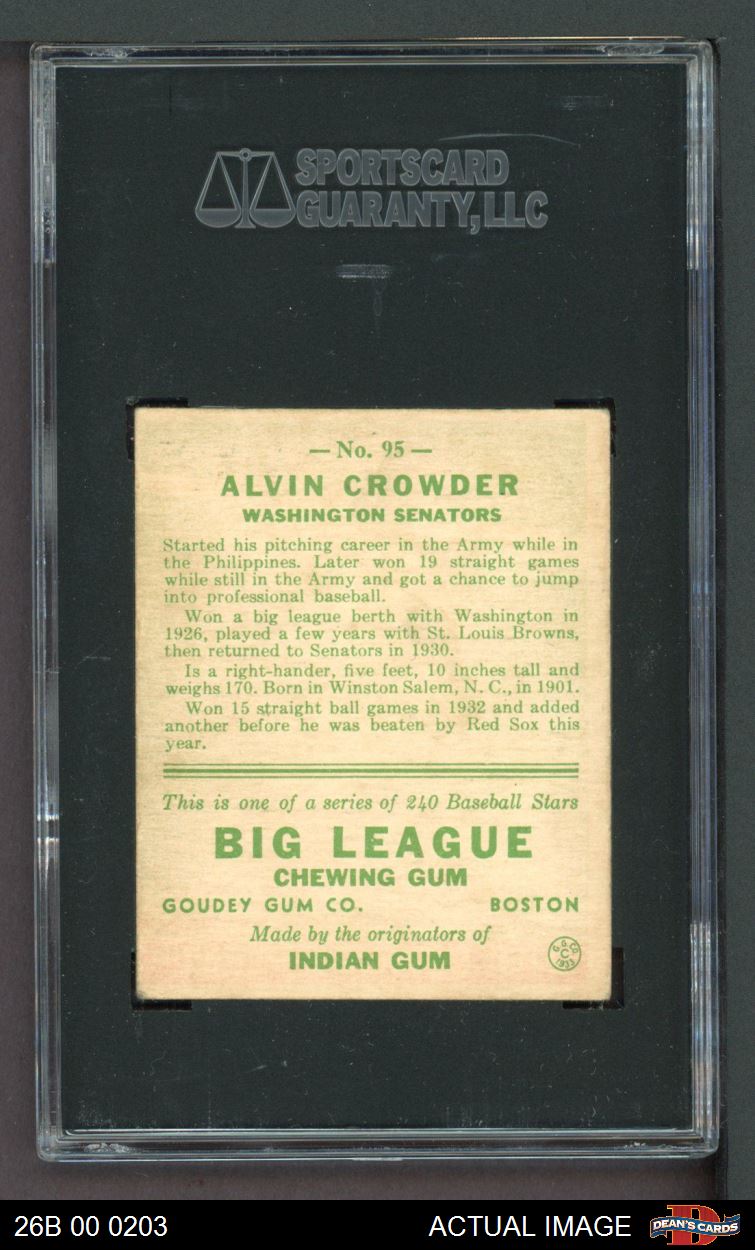 SPORTSCARD
GUARANTY, LLC
— No. 95 —
ALVIN CROWDER
WASHINGTON SENATORS
Started his pitching career in the Army while in
the Philippines. Later won 19 straight games
while still in the Army and got a chance to jump
into professional baseball.
Won a big league berth with Washington in
1926, played a few years with St. Louis Browns,
then returned to Senators in 1930.
Is a right-hander, five feet, 10 inches tall and
weighs 170. Born in Winston Salem, N. C., in 1901.
Won 15 straight ball games in 1932 and added
another before he was beaten by Red Sox this
year.
This is one of a series of 240 Baseball Stars
BIG LEAGUE
CHEWING GUM
GOUDEY GUM CO. BOSTON
Made by the originators of
INDIAN GUM
G. G. CO.
C
1933
26B 00 0203 ACTUAL IMAGE D DEAN'S CARDS